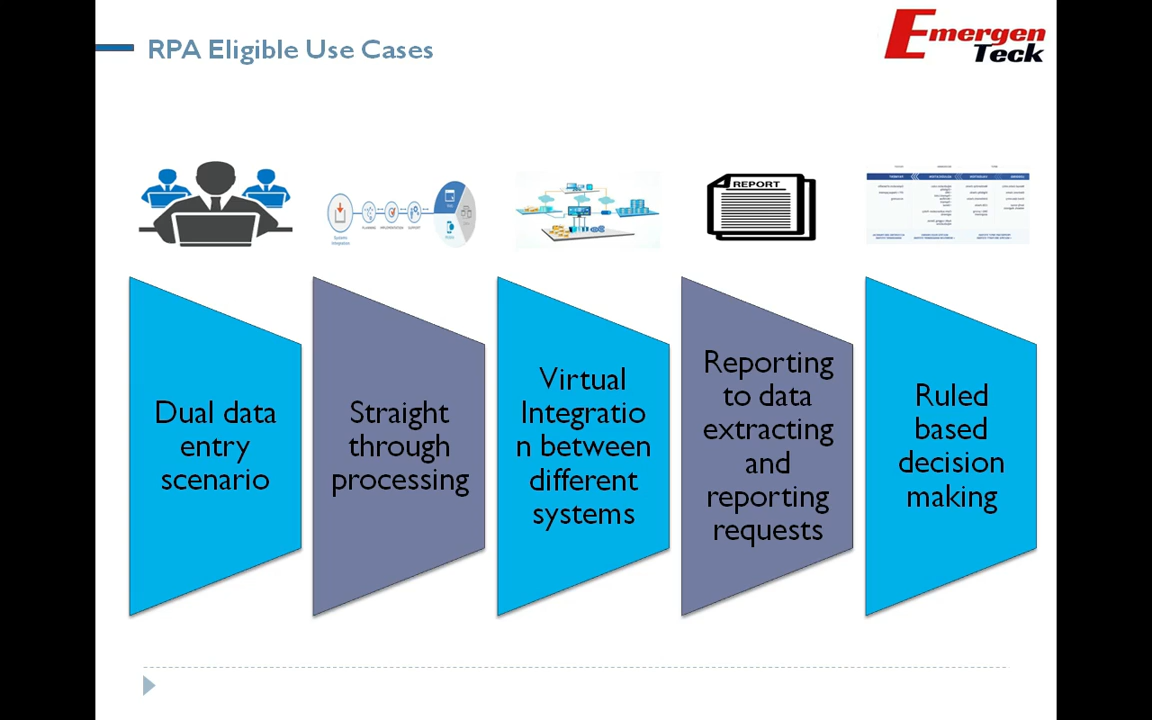 RPA Eligible Use Cases
Emergen
Teck
REPORT
Dual data
entry
scenario
Straight
through
processing
Virtual
Integratio
n between
different
systems
Reporting
to data
extracting
and
reporting
requests
Ruled
based
decision
making